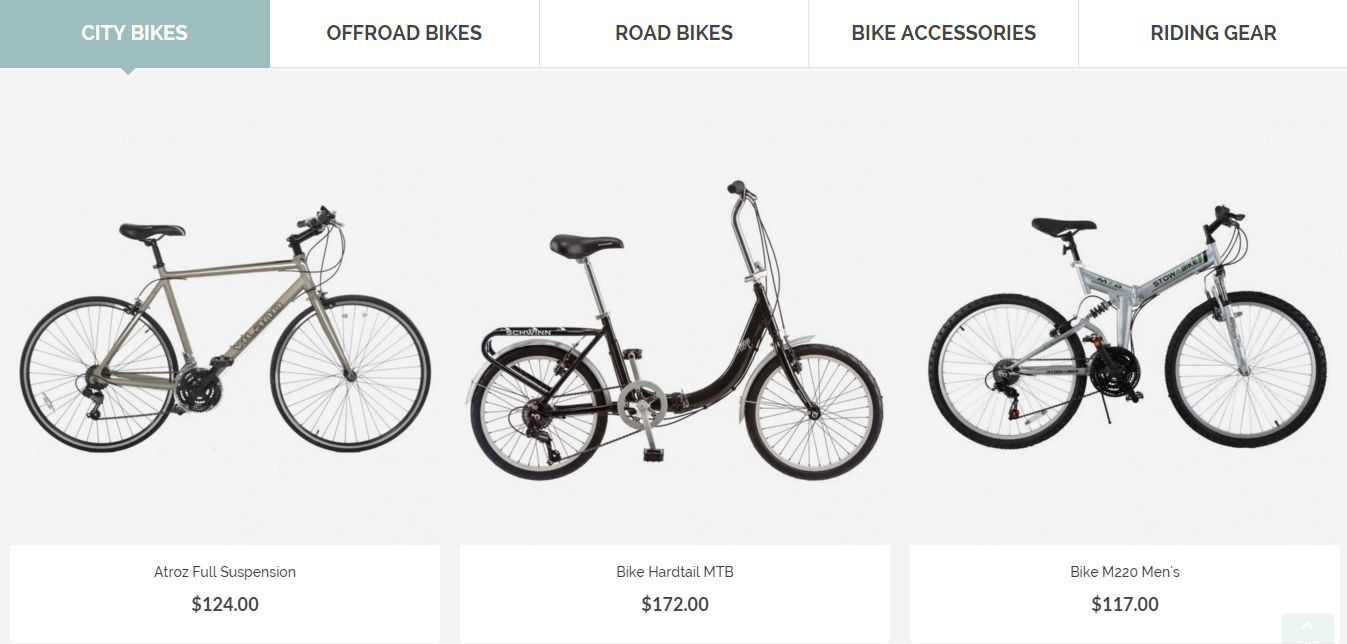 CITY BIKES
OFFROAD BIKES
ROAD BIKES
BIKE ACCESSORIES
RIDING GEAR
SCHWINN
STOW A BIKE
Atroz Full Suspension
$124.00
Bike Hardtail MTB
$172.00
Bike M220 Men's
$117.00